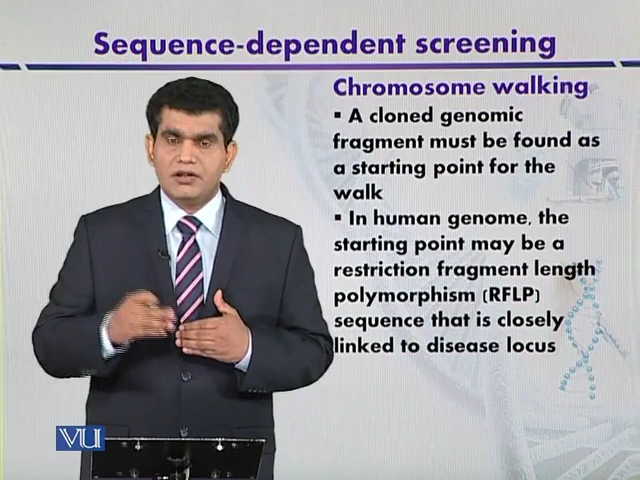 Sequence-dependent screening
Chromosome walking
▪ A cloned genomic
fragment must be found as
a starting point for the
walk
▪ In human genome, the
starting point may be a
restriction fragment length
polymorphism (RFLP)
sequence that is closely
linked to disease locus
VU